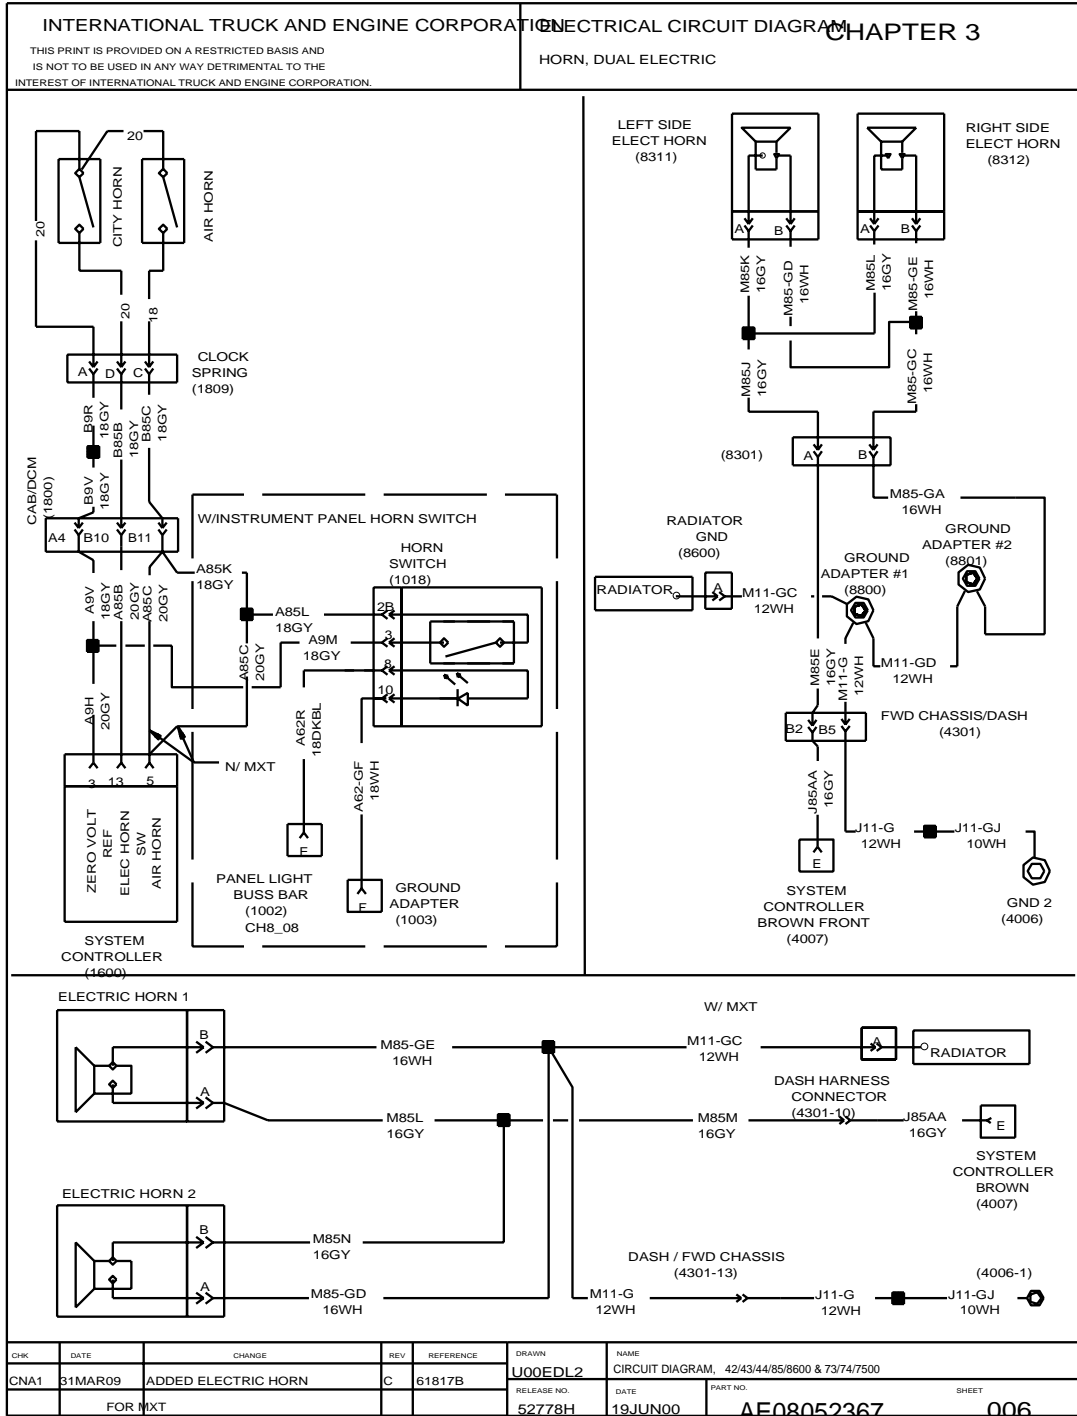 INTERNATIONAL TRUCK AND ENGINE CORPORATION
ELECTRICAL CIRCUIT DIAGRAM
CHAPTER 3
THIS PRINT IS PROVIDED ON A RESTRICTED BASIS AND
IS NOT TO BE USED IN ANY WAY DETRIMENTAL TO THE
INTEREST OF INTERNATIONAL TRUCK AND ENGINE CORPORATION.
HORN, DUAL ELECTRIC
20
20
CITY HORN
AIR HORN
20
18
A D C
CLOCK
SPRING
(1809)
B9R
18GY
B85B
18GY
B85C
18GY
CAB/DCM
(1800)
B9V
18GY
A4 B10 B11
W/INSTRUMENT PANEL HORN SWITCH
A85K
18GY
A9V
18GY
A85B
20GY
A85C
20GY
HORN
SWITCH
(1018)
A85L
18GY
A9M
18GY
A85C
20GY
2B
3
8
10
A9H
20GY
A62R
18DKBL
A62-GF
18WH
N/ MXT
3 13 5
ZERO VOLT
REF
ELEC HORN
SW
AIR HORN
SYSTEM
CONTROLLER
(1600)
F
PANEL LIGHT
BUSS BAR
(1002)
CH8_08
F
GROUND
ADAPTER
(1003)
LEFT SIDE
ELECT HORN
(8311)
RIGHT SIDE
ELECT HORN
(8312)
A B
A B
M85K
16GY
M85-GD
16WH
M85L
16GY
M85-GE
16WH
M85J
16GY
M85-GC
16WH
(8301)
A B
M85-GA
16WH
RADIATOR
GND
(8600)
RADIATOR
A
M11-GC
12WH
GROUND
ADAPTER #1
(8800)
GROUND
ADAPTER #2
(8801)
M85E
16GY
M11-G
12WH
M11-GD
12WH
B2 B5
FWD CHASSIS/DASH
(4301)
J85AA
16GY
J11-G
12WH
J11-GJ
10WH
E
SYSTEM
CONTROLLER
BROWN FRONT
(4007)
GND 2
(4006)
ELECTRIC HORN 1
B
A
M85-GE
16WH
M85L
16GY
W/ MXT
M11-GC
12WH
A
RADIATOR
DASH HARNESS
CONNECTOR
(4301-10)
M85M
16GY
J85AA
16GY
E
SYSTEM
CONTROLLER
BROWN
(4007)
ELECTRIC HORN 2
B
A
M85N
16GY
M85-GD
16WH
DASH / FWD CHASSIS
(4301-13)
M11-G
12WH
J11-G
12WH
J11-GJ
10WH
(4006-1)
CHK DATE CHANGE REV REFERENCE
CNA1 31MAR09 ADDED ELECTRIC HORN C 61817B
FOR MXT
DRAWN
U00EDL2
NAME
CIRCUIT DIAGRAM, 42/43/44/85/8600 & 73/74/7500
RELEASE NO.
52778H
DATE
19JUN00
PART NO.
AE08052367
SHEET
006